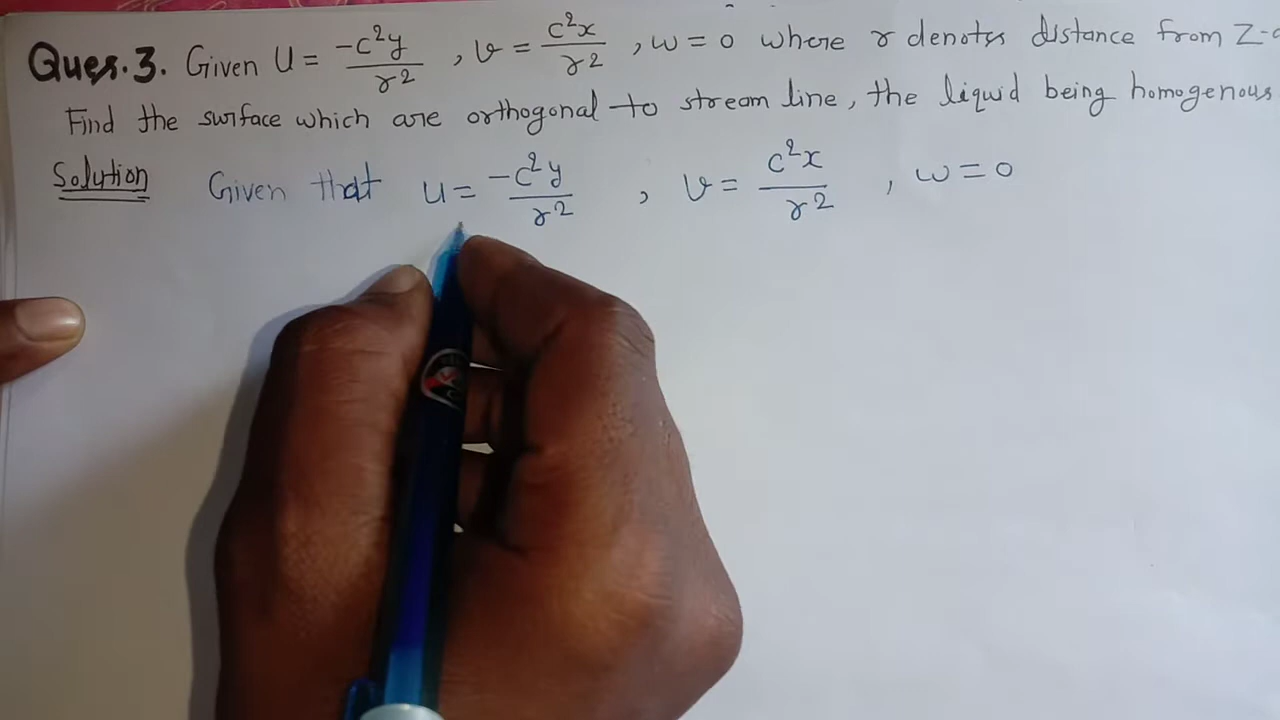 Ques.3. Given U = -c²y/r² , v = c²x/r² , w = 0 where r denotes distance from Z-
Find the surface which are orthogonal to stream line, the liquid being homogenous
Solution Given that u = -c²y/r² , v = c²x/r² , w = 0